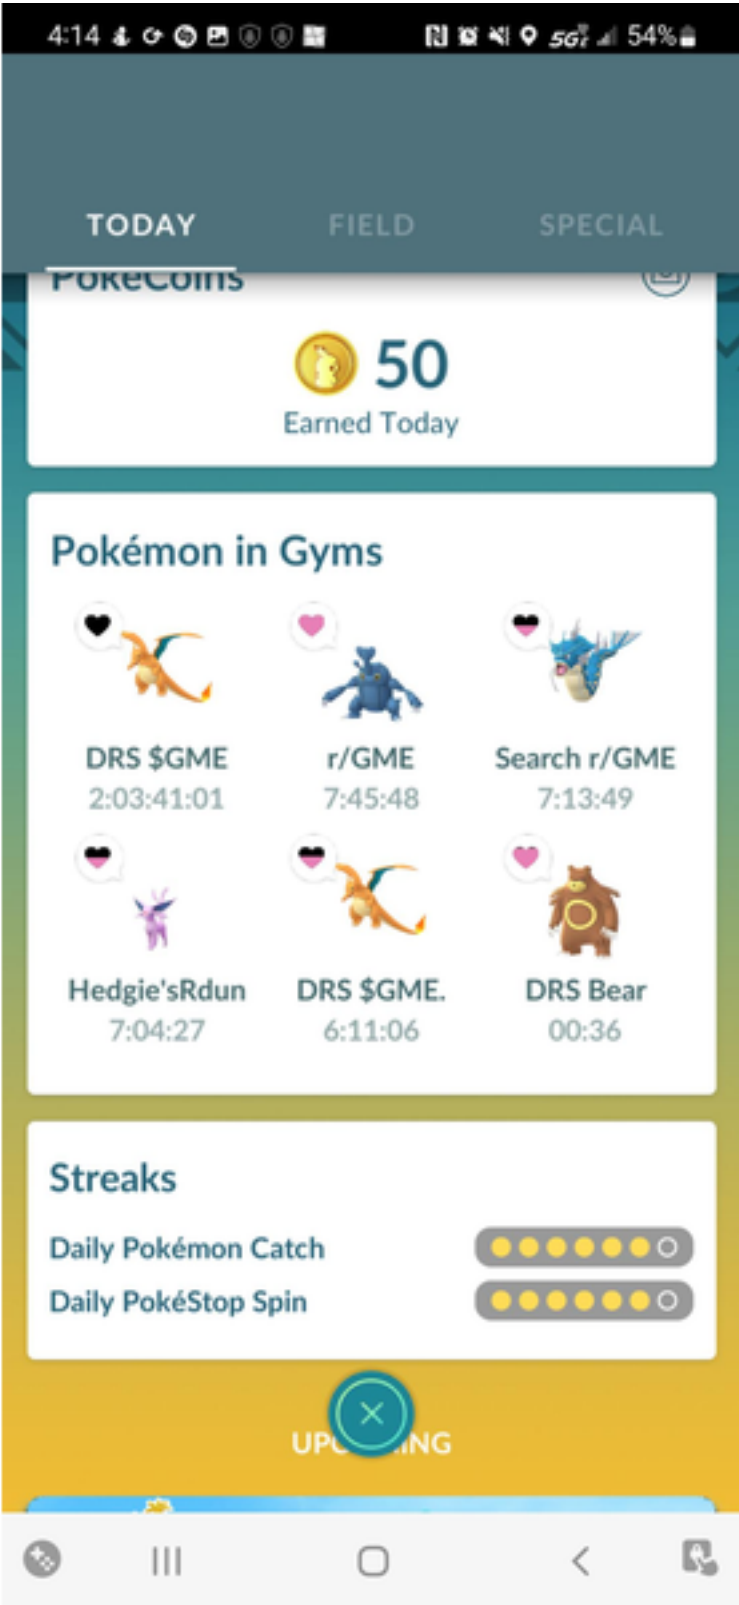 4:14
5G
54%
TODAY
FIELD
SPECIAL
PokéCoins
50
Earned Today
Pokémon in Gyms
DRS $GME
r/GME
Search r/GME
2:03:41:01
7:45:48
7:13:49
Hedgie'sRdun
DRS $GME.
DRS Bear
7:04:27
6:11:06
00:36
Streaks
Daily Pokémon Catch
Daily PokéStop Spin